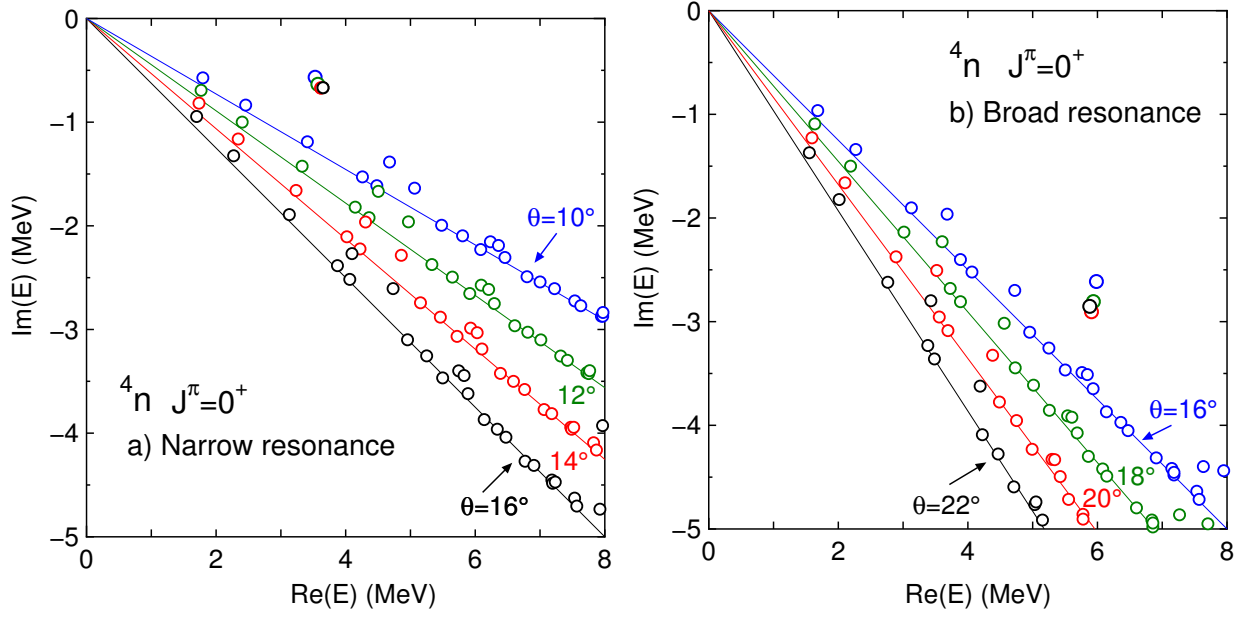 0
−1
−2
−3
−4
−5
Im(E) (MeV)
0
2
4
6
8
Re(E) (MeV)
θ=10°
12°
14°
θ=16°
⁴n Jᵖ=0⁺
a) Narrow resonance
0
−1
−2
−3
−4
−5
Im(E) (MeV)
0
2
4
6
8
Re(E) (MeV)
⁴n J^π=0⁺
b) Broad resonance
θ=16°
18°
20°
θ=22°